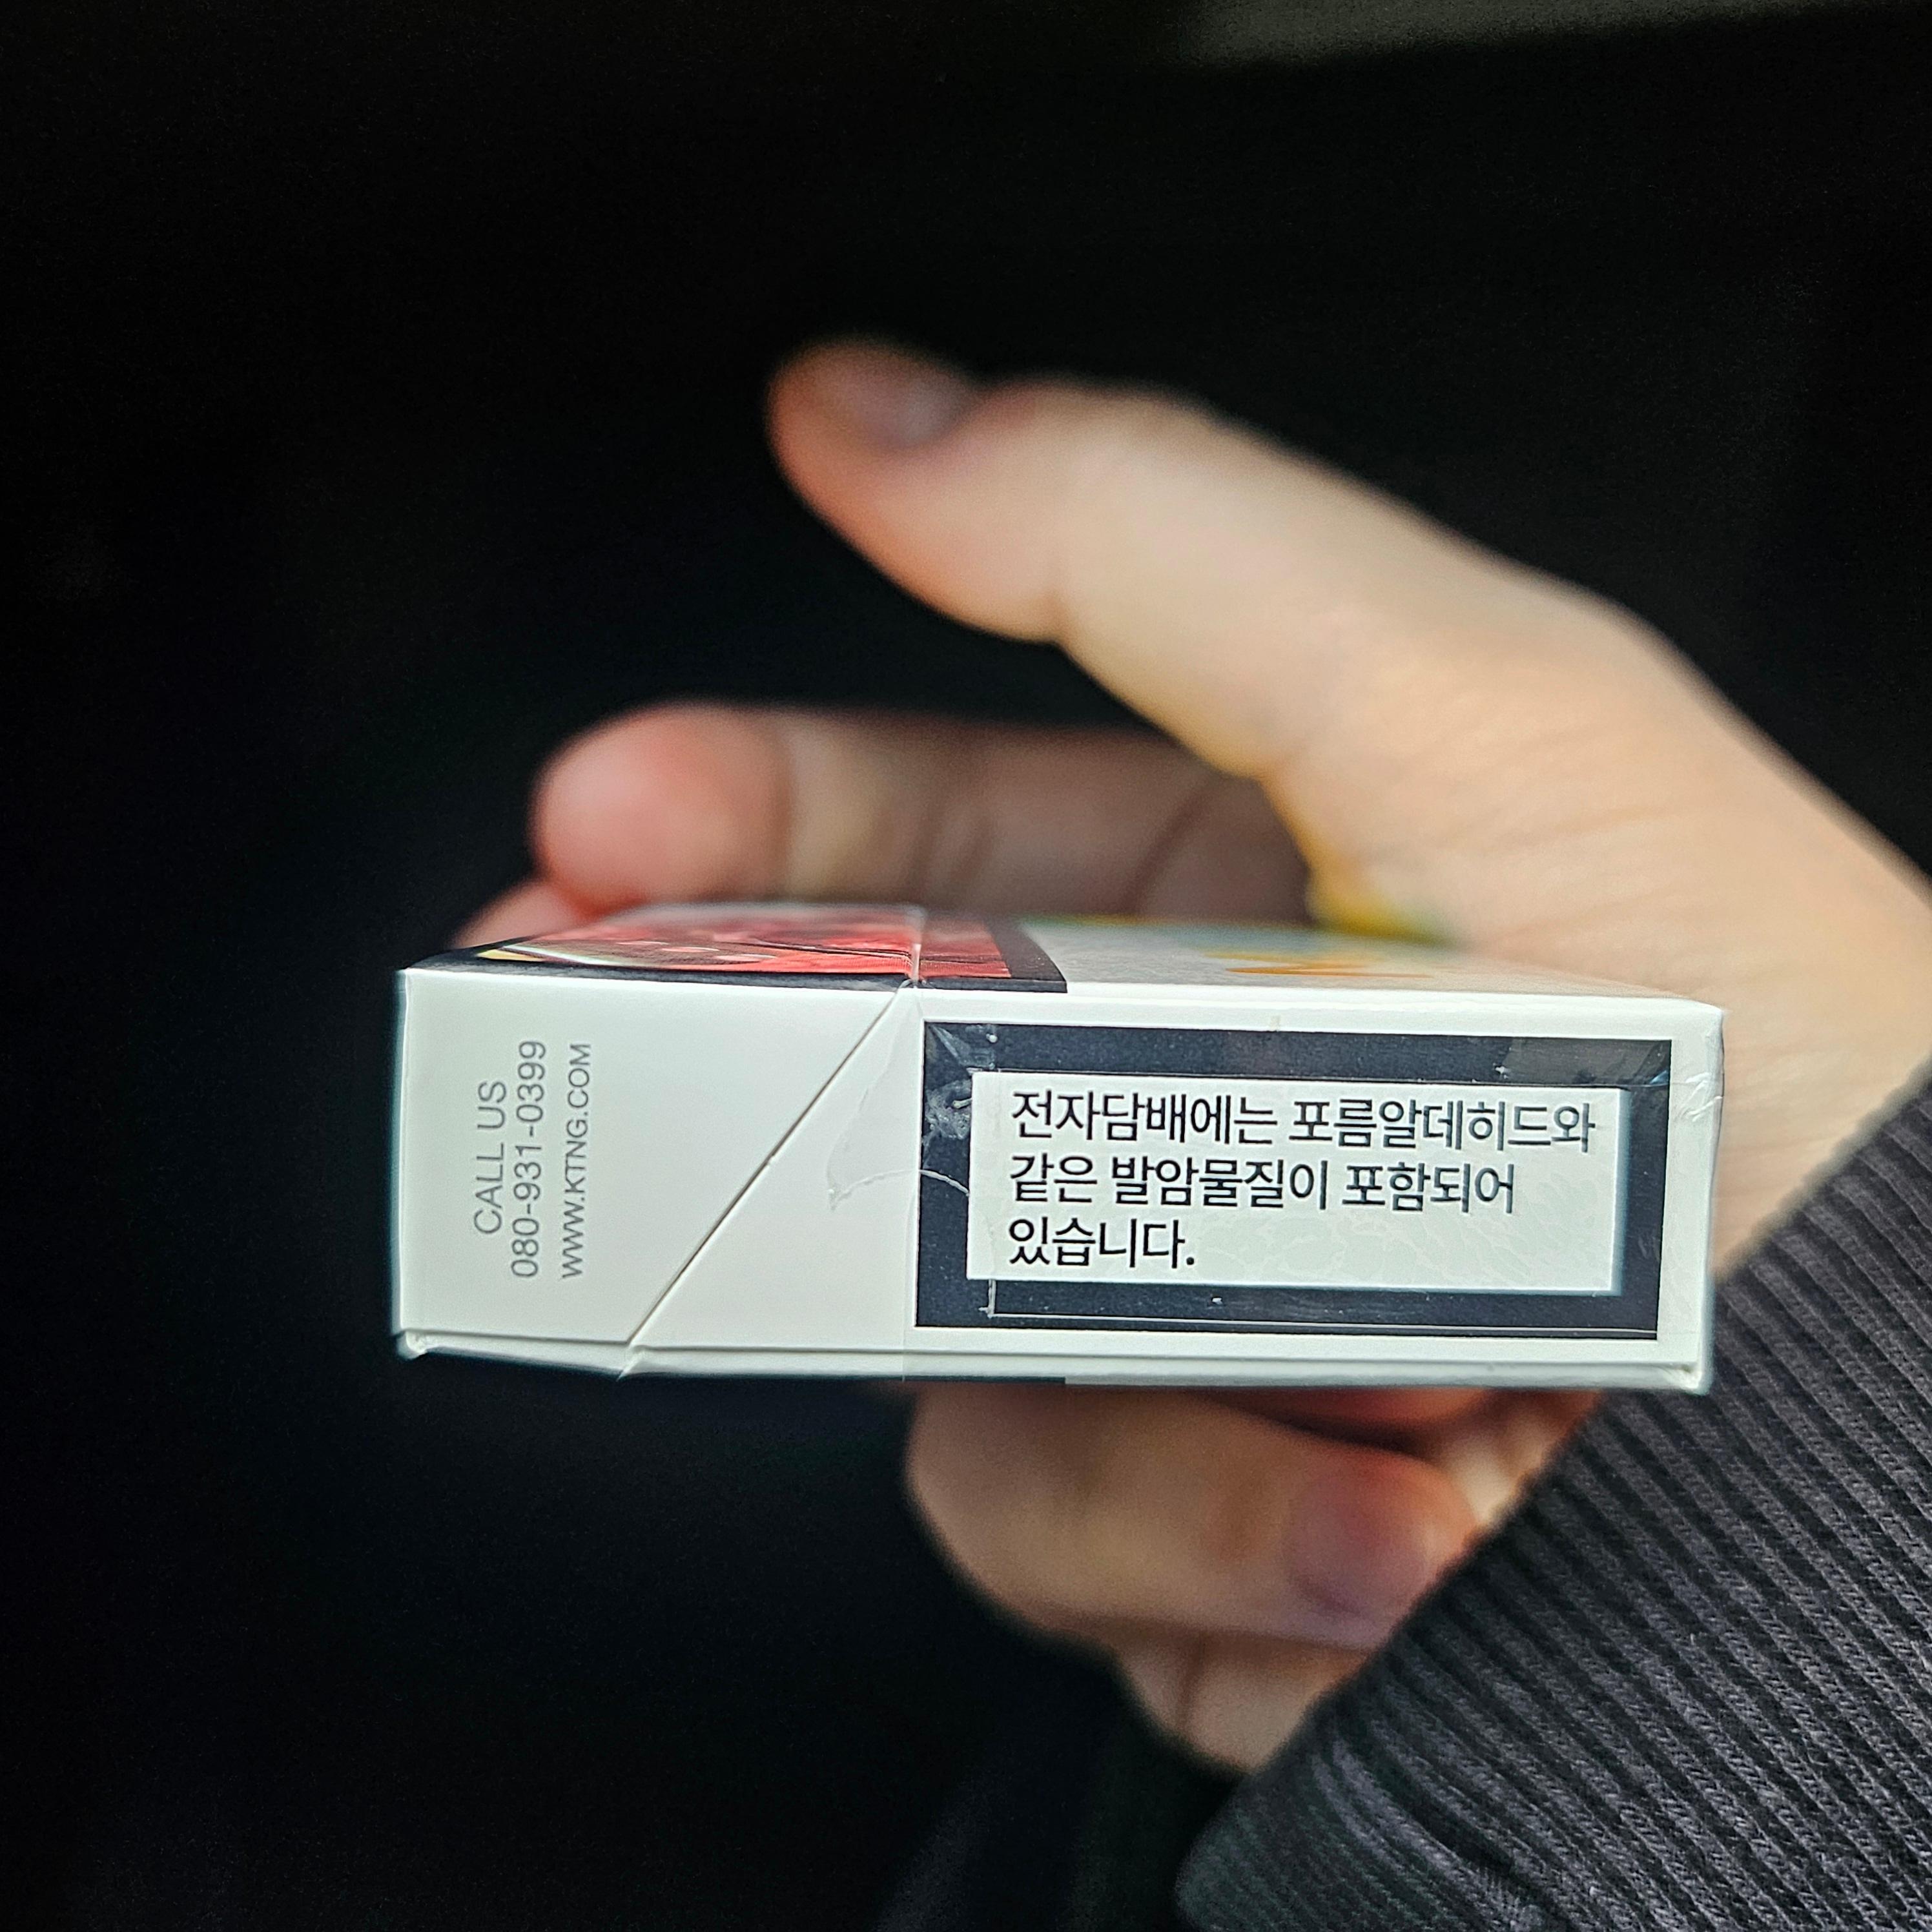 CALL US
080-931-0399
WWW.KTNG.COM
전자담배에는 포름알데히드와
같은 발암물질이 포함되어
있습니다.